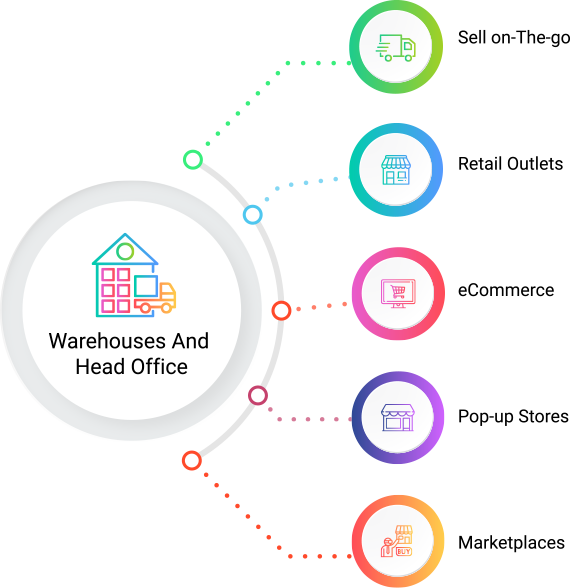 Sell on-The-go
Retail Outlets
eCommerce
Warehouses And
Head Office
Pop-up Stores
Marketplaces
BUY